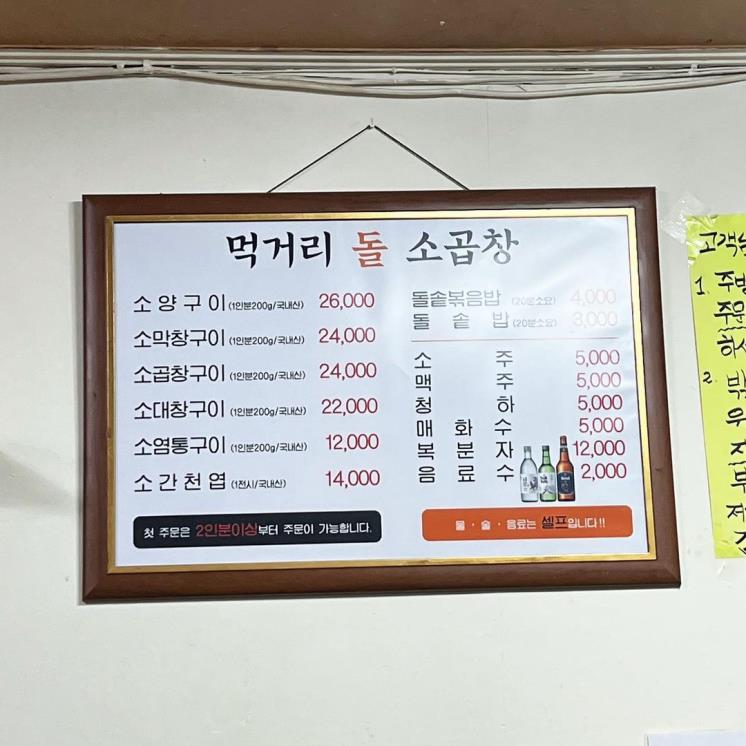 먹거리 돌 소곱창
소양구이 (1인분200g/국내산) 26,000
소막창구이 (1인분200g/국내산) 24,000
소곱창구이 (1인분200g/국내산) 24,000
소대창구이 (1인분200g/국내산) 22,000
소염통구이 (1인분200g/국내산) 12,000
소간천엽 (1전시/국내산) 14,000
첫 주문은 2인분이상부터 주문이 가능합니다.
돌솥볶음밥 (20분소요) 4,000
돌솥밥 (20분소요) 3,000
소주 5,000
맥주 5,000
청하 5,000
매화수 5,000
복분자 12,000
음료수 2,000
물·술·음료는 셀프입니다!!
고객님
1.
2.